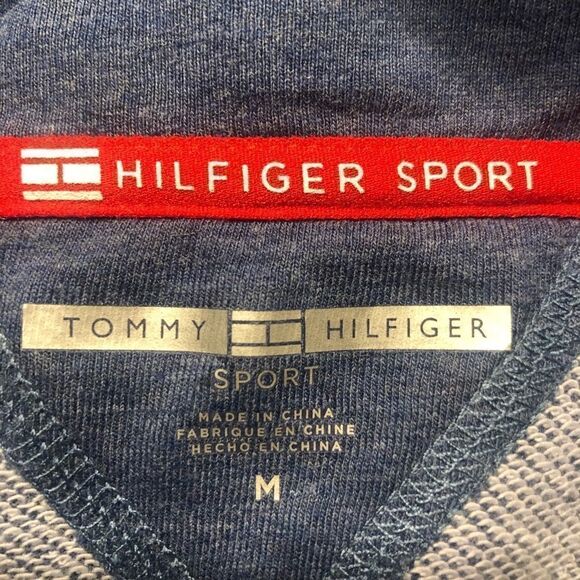 HILFIGER SPORT
TOMMY HILFIGER
SPORT
MADE IN CHINA
FABRIQUE EN CHINE
HECHO EN CHINA
M